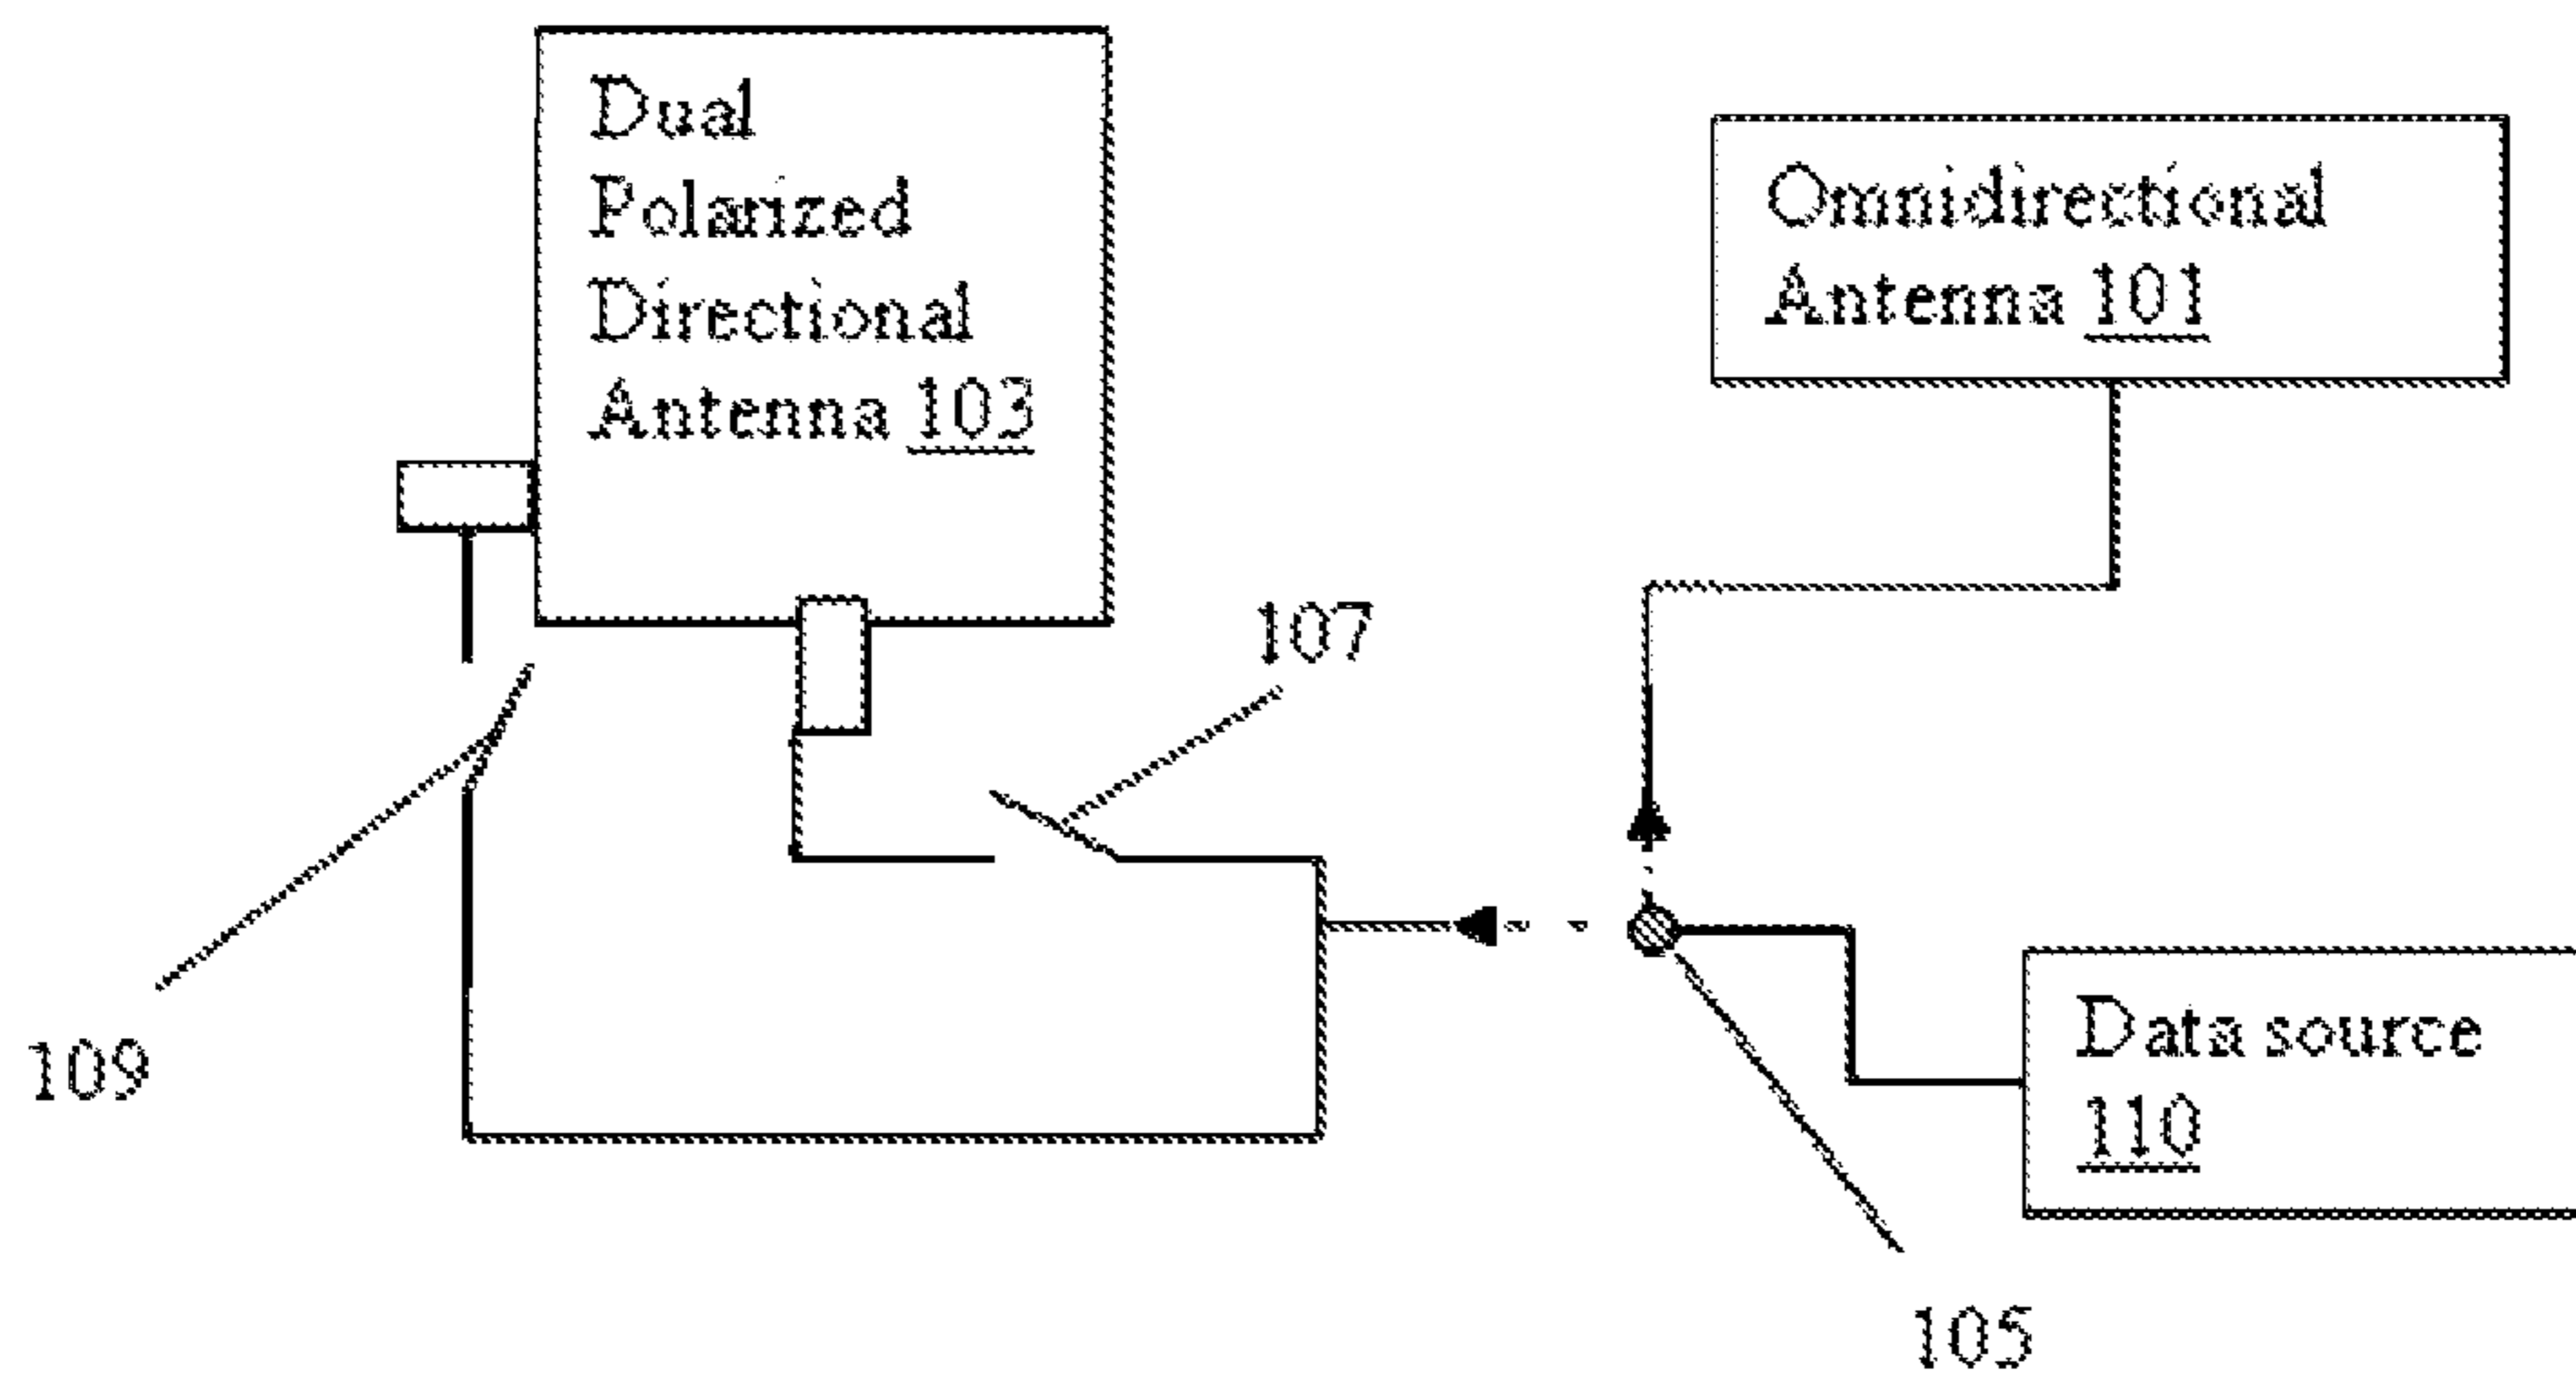 Dual
Polarized
Directional
Antenna 103
Omnidirectional
Antenna 101
107
109
Data source
110
105